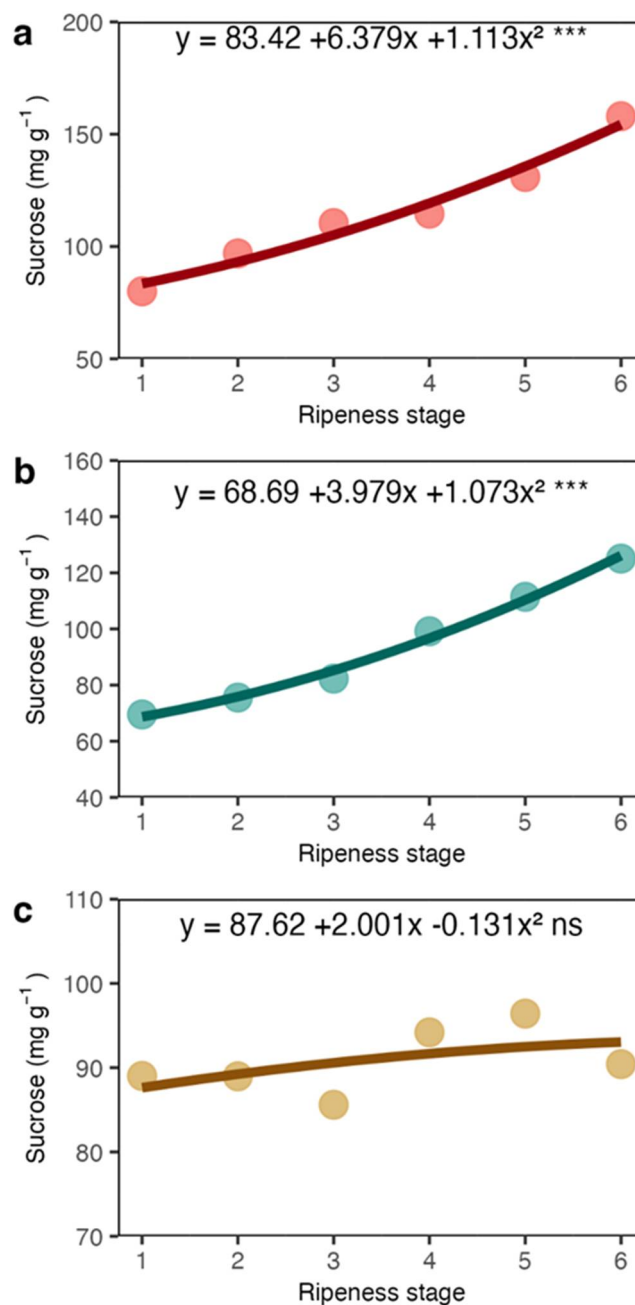 a
y = 83.42 +6.379x +1.113x² ***
Sucrose (mg g⁻¹ )
200
150
100
50
1 2 3 4 5 6
Ripeness stage
b
y = 68.69 +3.979x +1.073x² ***
Sucrose (mg g⁻¹ )
160
140
120
100
80
60
40
1 2 3 4 5 6
Ripeness stage
c
y = 87.62 +2.001x -0.131x² ns
Sucrose (mg g⁻¹ )
110
100
90
80
70
1 2 3 4 5 6
Ripeness stage